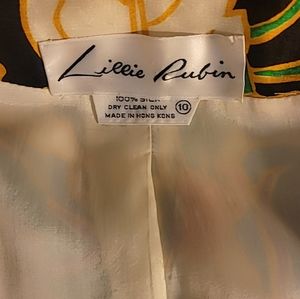 Lillie Rubin
100% SILK
DRY CLEAN ONLY
10
MADE IN HONG KONG